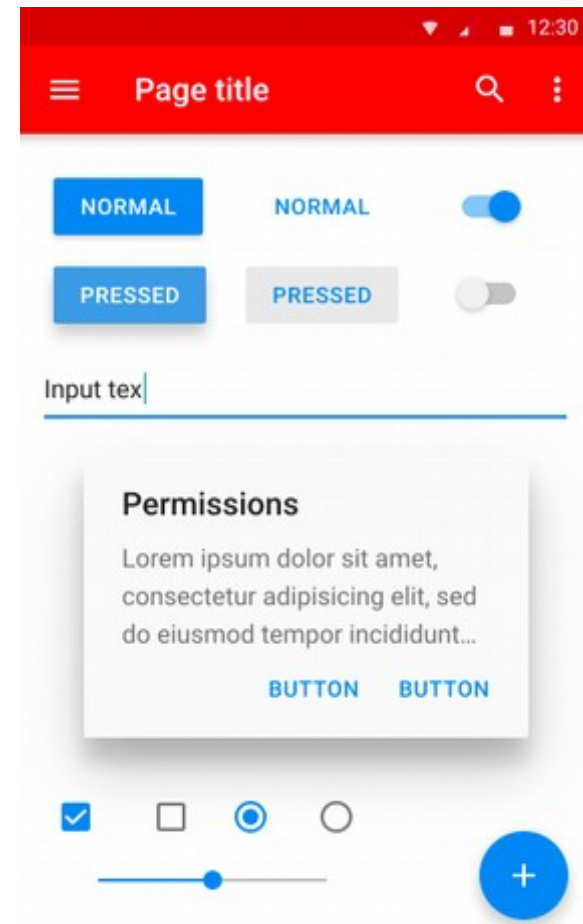 12:30
Page title
NORMAL NORMAL
PRESSED PRESSED
Input tex
Permissions
Lorem ipsum dolor sit amet,
consectetur adipisicing elit, sed
do eiusmod tempor incididunt...
BUTTON BUTTON